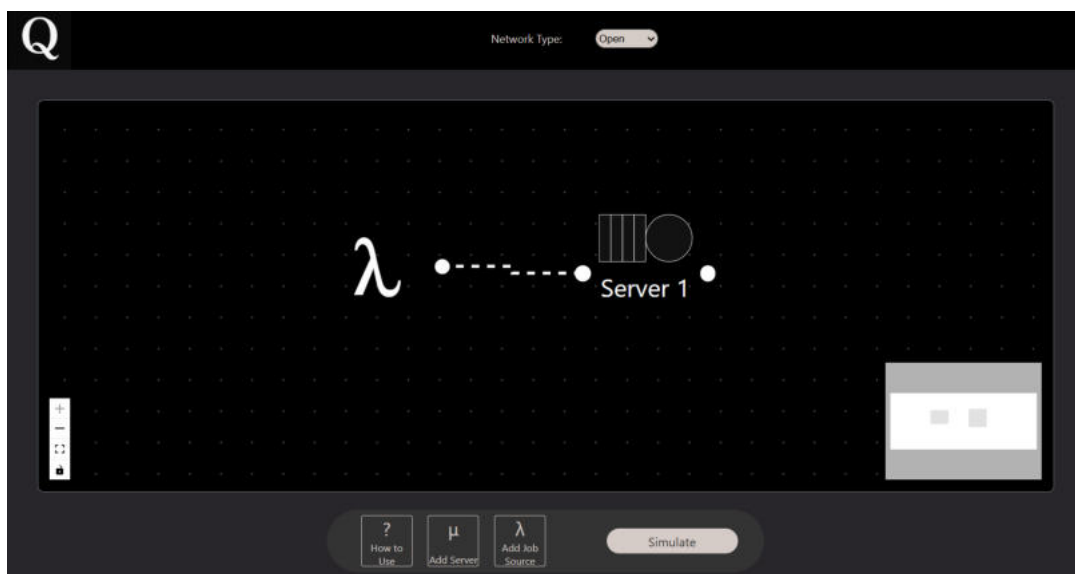 Q
Network Type: Open
λ
Server 1
?
How to
Use
μ
Add Server
λ
Add Job
Source
Simulate